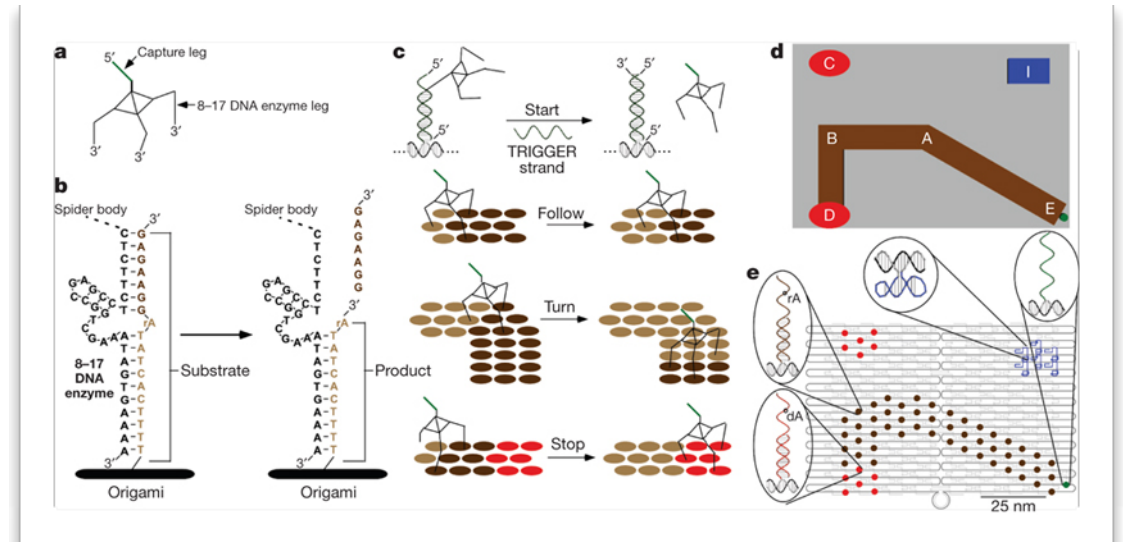 a
5′
Capture leg
8–17 DNA enzyme leg
3′
3′
3′
b
Spider body
3′
C G
T A
C G
T A
T A
C G
T G
rA
A T
T A
A T
G C
T A
G C
A T
A T
A T
A T
G A G C C T
C C G G C
C T G A A
8–17
DNA
enzyme
Substrate
3′
Origami
Spider body
3′
G A G A A G G
C T C T T C T
G A G C C T
C C G G C
C T G A A
rA
A T A G T G A A A A
T A T C A C T T T T
Product
3′
Origami
c
5′
5′
Start
TRIGGER
strand
3′ 5′
5′
Follow
Turn
Stop
d
C
I
B
A
D
E
e
rA
dA
25 nm